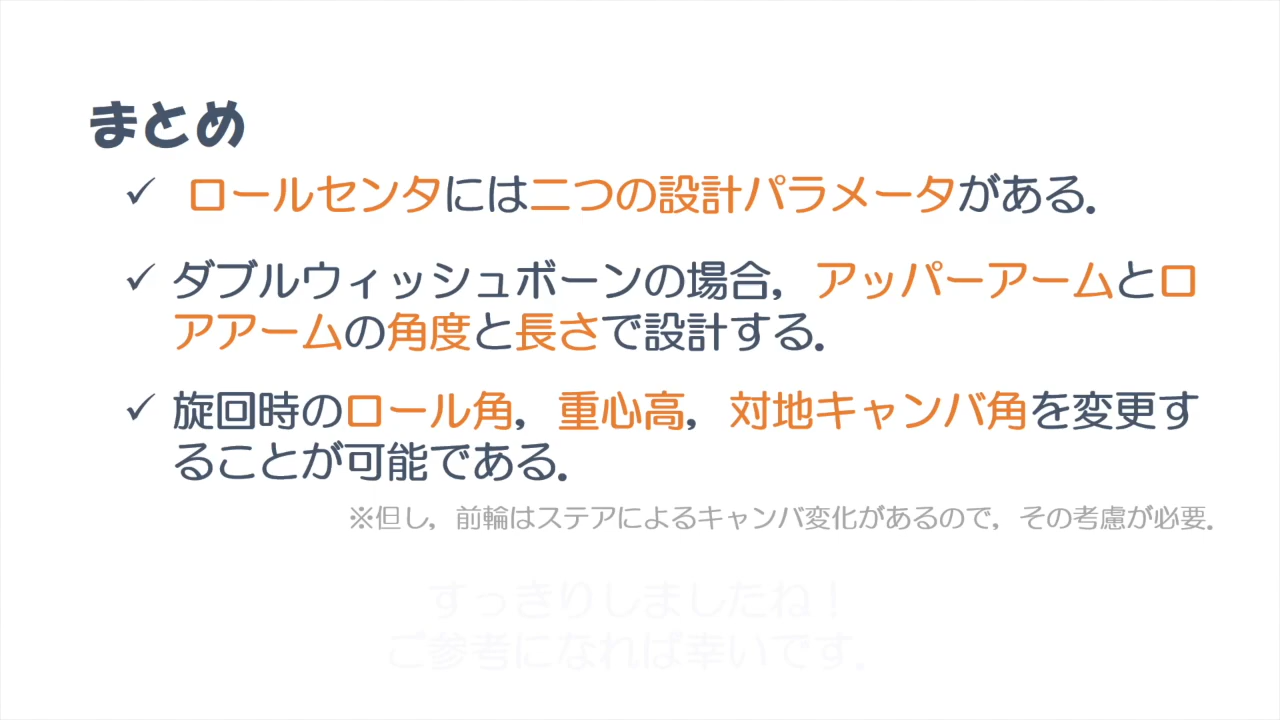 まとめ
✓ ロールセンタには二つの設計パラメータがある.
✓ ダブルウィッシュボーンの場合, アッパーアームとロ
アアームの角度と長さで設計する.
✓ 旋回時のロール角, 重心高, 対地キャンバ角を変更す
ることが可能である.
※但し, 前輪はステアによるキャンバ変化があるので, その考慮が必要.
すっきりしましたね！
ご参考になれば幸いです.